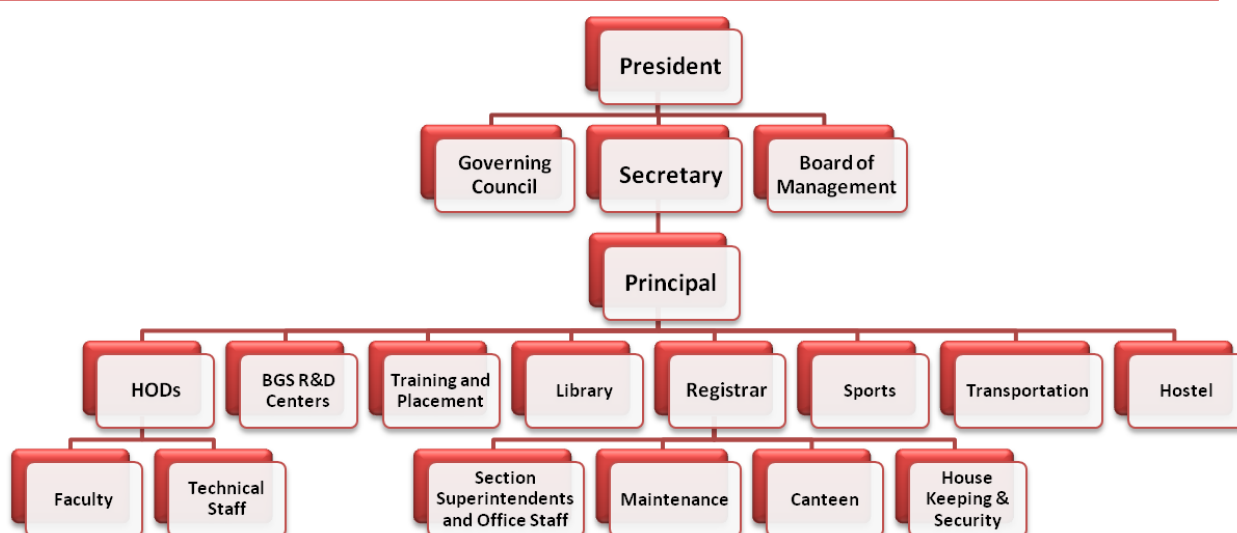 President
Governing
Council
Secretary
Board of
Management
Principal
HODs
BGS R&D
Centers
Training and
Placement
Library
Registrar
Sports
Transportation
Hostel
Faculty
Technical
Staff
Section
Superintendents
and Office Staff
Maintenance
Canteen
House
Keeping &
Security